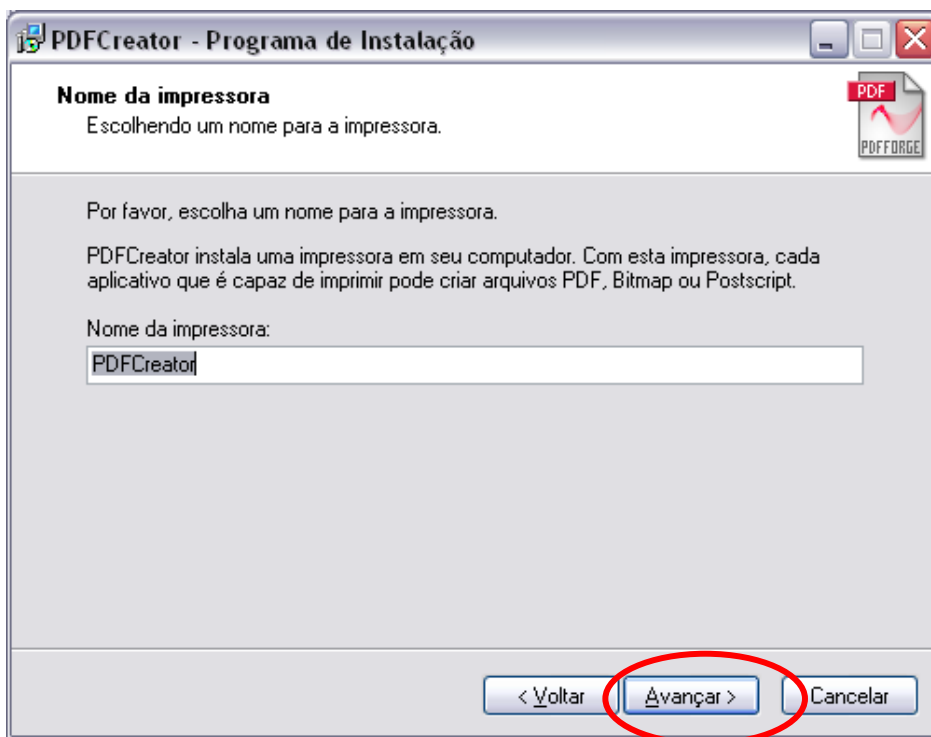 PDFCreator - Programa de Instalação
Nome da impressora
Escolhendo um nome para a impressora.
PDF
PDFFORGE
Por favor, escolha um nome para a impressora.
PDFCreator instala uma impressora em seu computador. Com esta impressora, cada
aplicativo que é capaz de imprimir pode criar arquivos PDF, Bitmap ou Postscript.
Nome da impressora:
PDFCreator
< Voltar
Avançar >
Cancelar